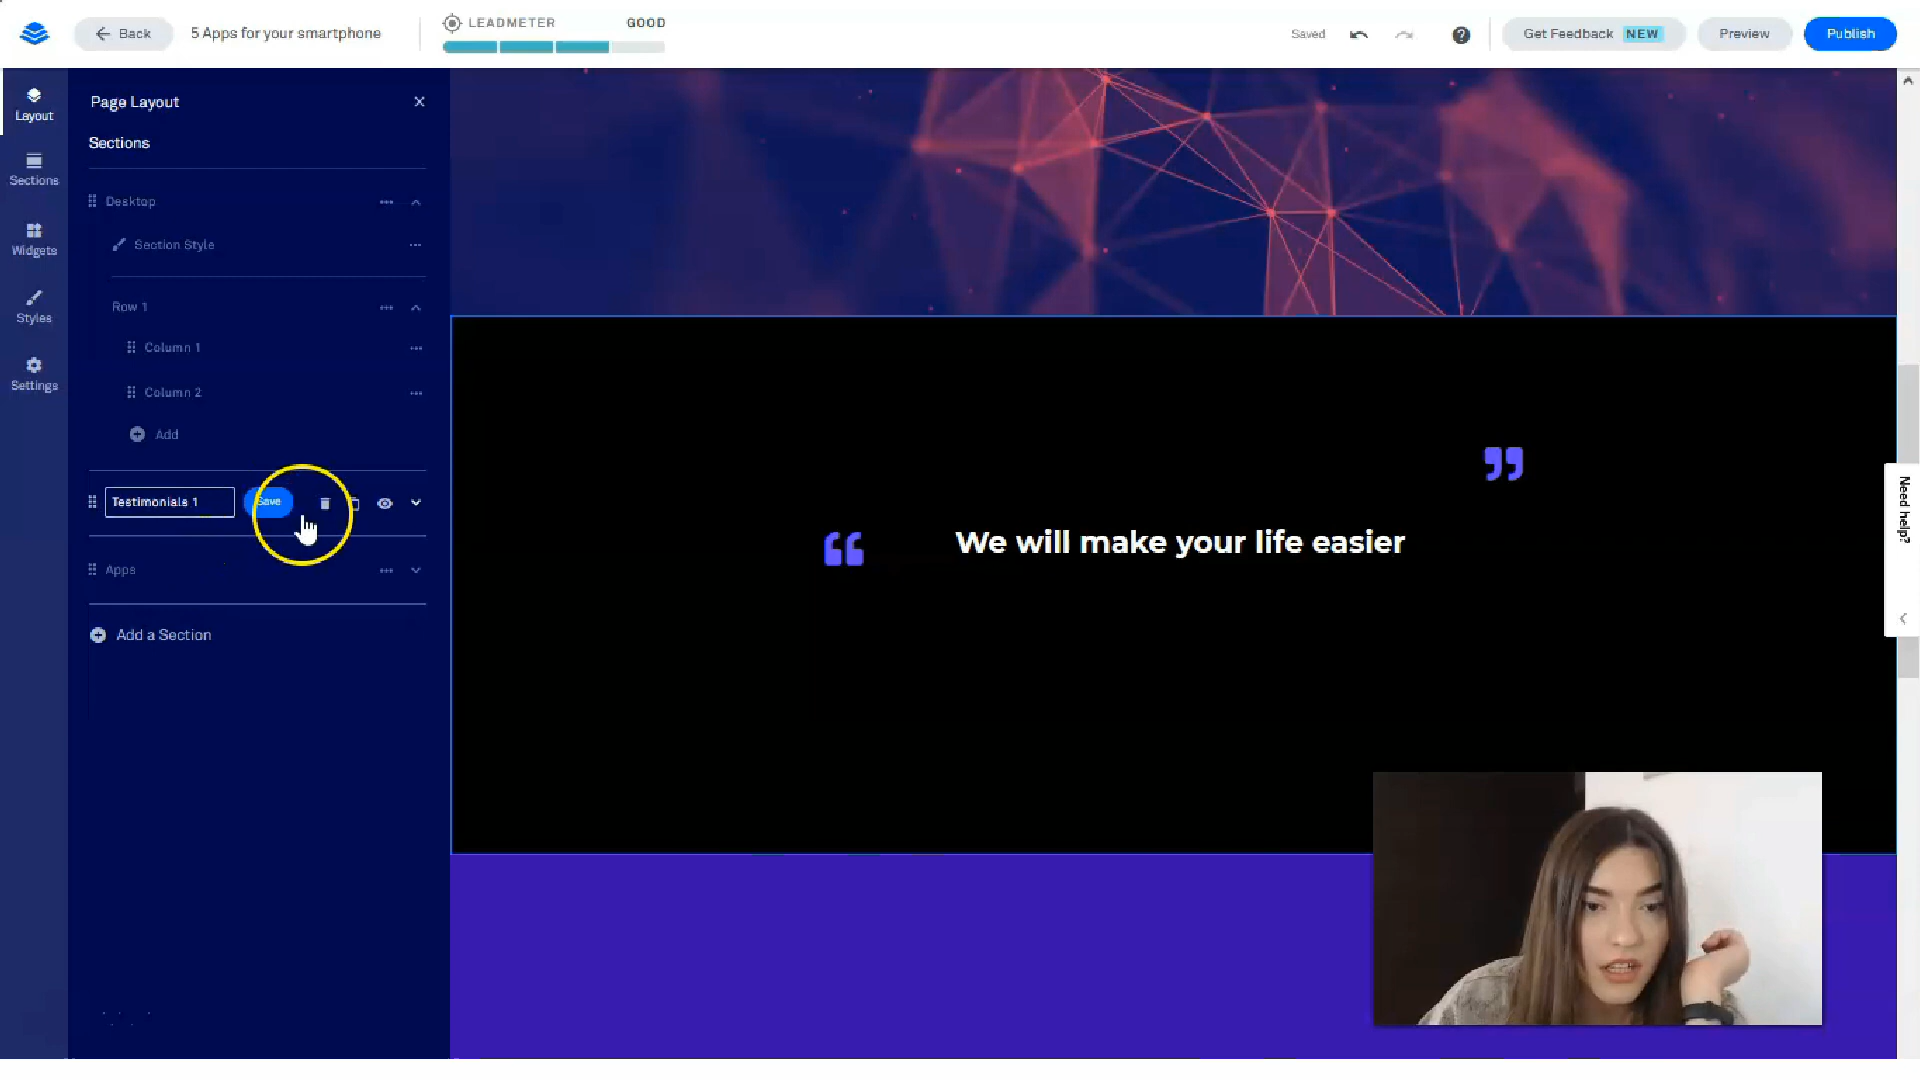 Back
5 Apps for your smartphone
LEADMETER
GOOD
Saved
Get Feedback NEW
Preview
Publish
Layout
Sections
Widgets
Styles
Settings
Page Layout
Sections
Desktop
Section Style
Row 1
Column 1
Column 2
Add
Testimonials 1
Save
Apps
Add a Section
”
“
We will make your life easier
Need help?